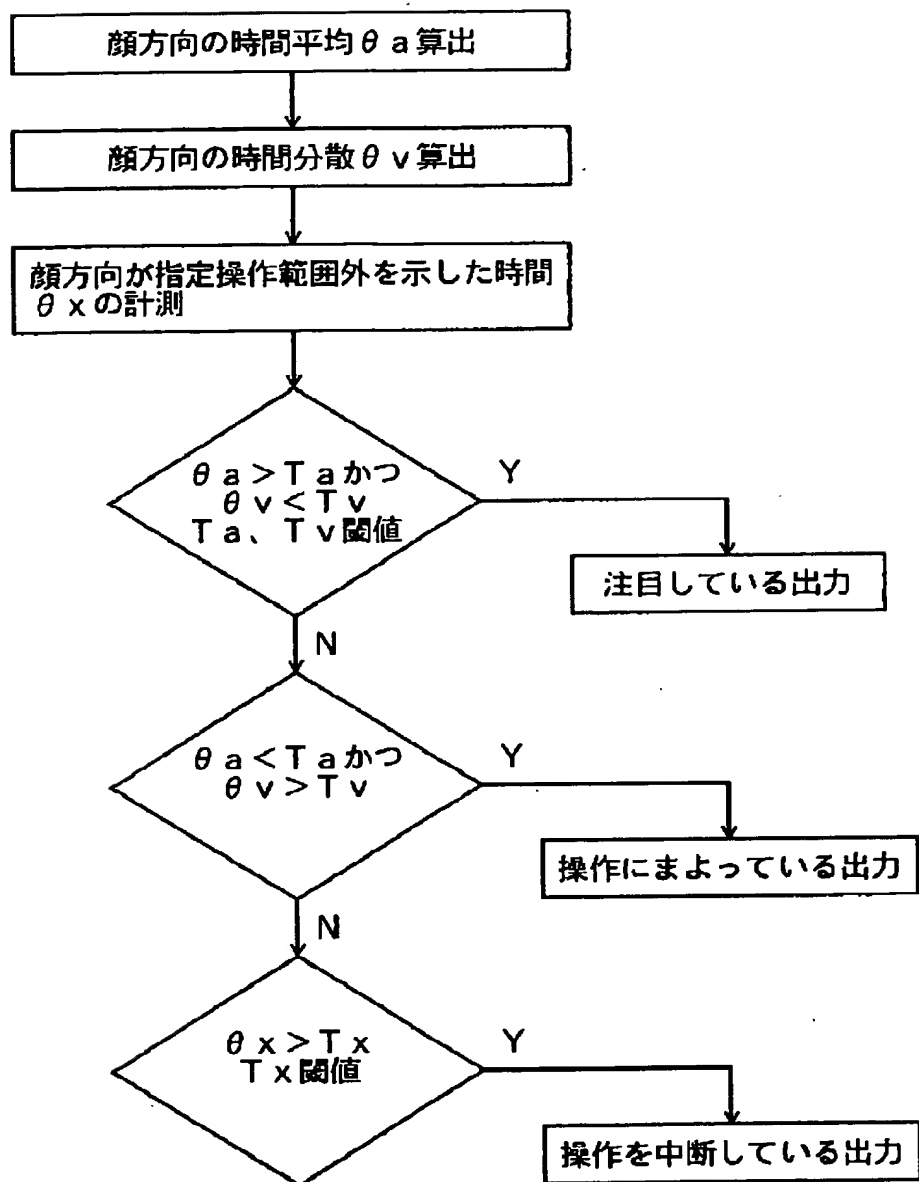 顔方向の時間平均θa算出
顔方向の時間分散θv算出
顔方向が指定操作範囲外を示した時間
θxの計測
θa>Taかつ
θv<Tv
Ta、Tv閾値
Y
注目している出力
N
θa<Taかつ
θv>Tv
Y
操作にまよっている出力
N
θx>Tx
Tx閾値
Y
操作を中断している出力